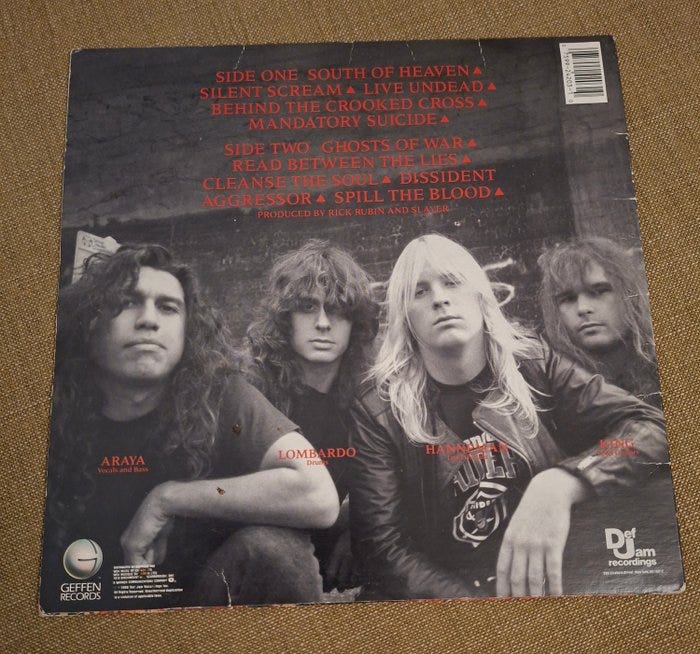 SIDE ONE SOUTH OF HEAVEN
SILENT SCREAM LIVE UNDEAD
BEHIND THE CROOKED CROSS
MANDATORY SUICIDE
SIDE TWO GHOSTS OF WAR
READ BETWEEN THE LIES
CLEANSE THE SOUL DISSIDENT
AGGRESSOR SPILL THE BLOOD
PRODUCED BY RICK RUBIN AND SLAYER
ARAYA
Vocals and Bass
LOMBARDO
Drums
HANNEMAN
KING
GEFFEN
RECORDS
Def
Jam
recordings